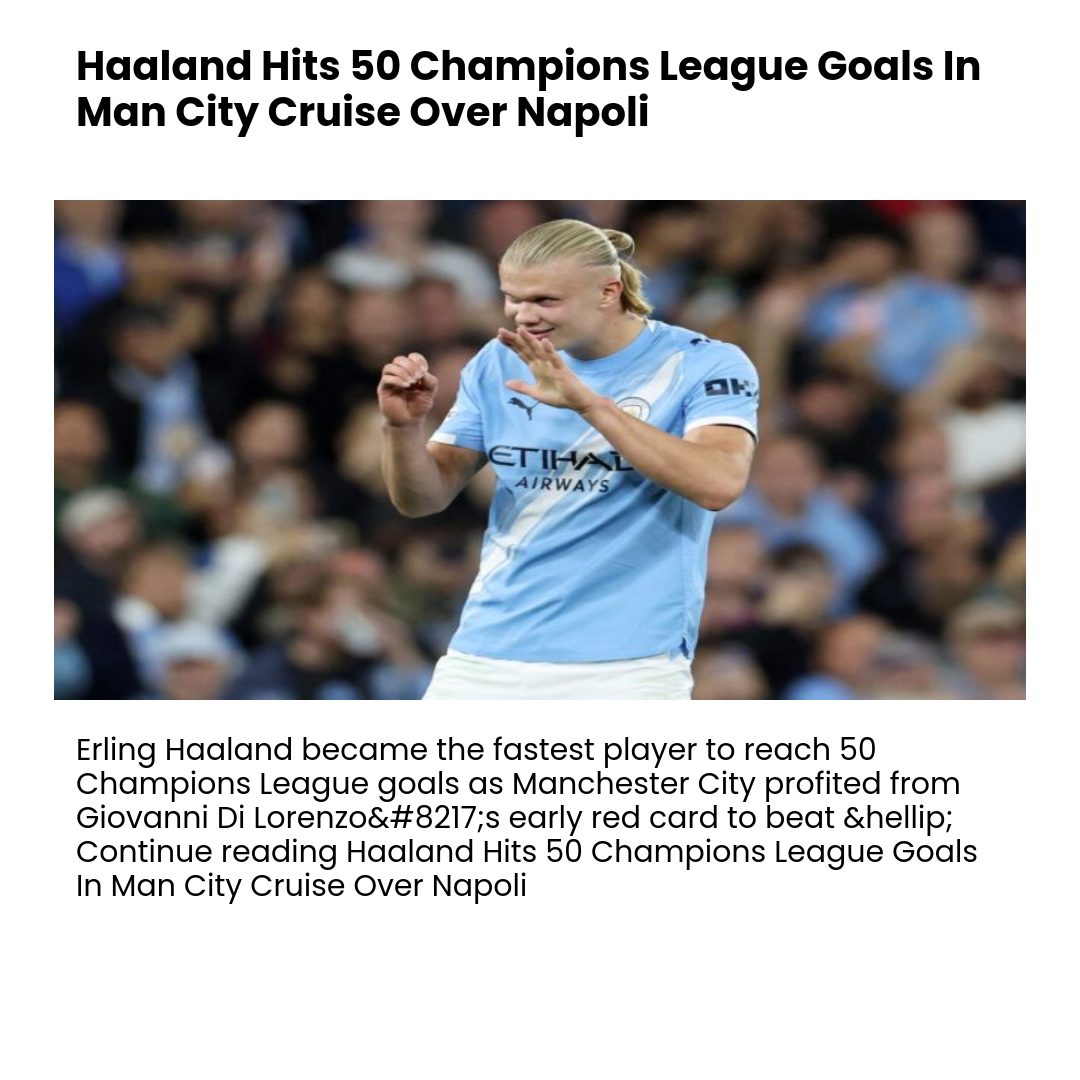 Haaland Hits 50 Champions League Goals In
Man City Cruise Over Napoli
OK
ETIHAD
AIRWAYS
Erling Haaland became the fastest player to reach 50
Champions League goals as Manchester City profited from
Giovanni Di Lorenzo&#8217;s early red card to beat &hellip;
Continue reading Haaland Hits 50 Champions League Goals
In Man City Cruise Over Napoli